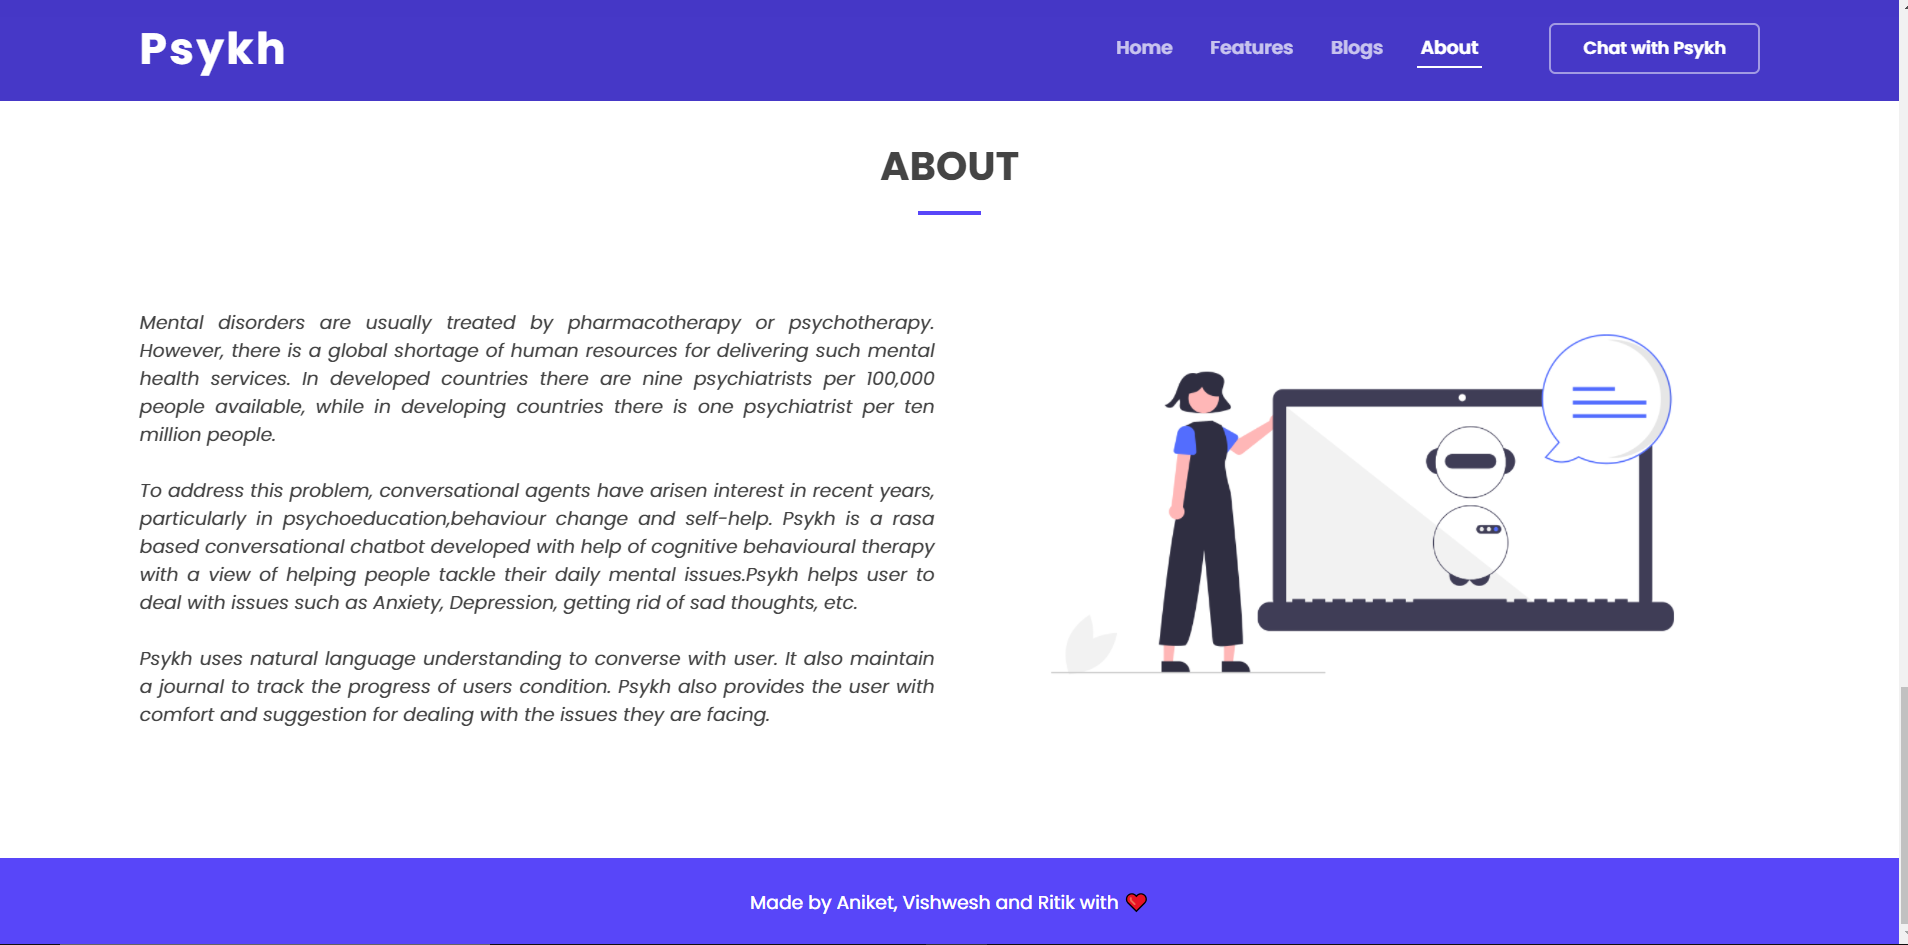 Psykh
Home Features Blogs About Chat with Psykh
ABOUT
Mental disorders are usually treated by pharmacotherapy or psychotherapy.
However, there is a global shortage of human resources for delivering such mental
health services. In developed countries there are nine psychiatrists per 100,000
people available, while in developing countries there is one psychiatrist per ten
million people.
To address this problem, conversational agents have arisen interest in recent years,
particularly in psychoeducation,behaviour change and self-help. Psykh is a rasa
based conversational chatbot developed with help of cognitive behavioural therapy
with a view of helping people tackle their daily mental issues.Psykh helps user to
deal with issues such as Anxiety, Depression, getting rid of sad thoughts, etc.
Psykh uses natural language understanding to converse with user. It also maintain
a journal to track the progress of users condition. Psykh also provides the user with
comfort and suggestion for dealing with the issues they are facing.
Made by Aniket, Vishwesh and Ritik with ❤️